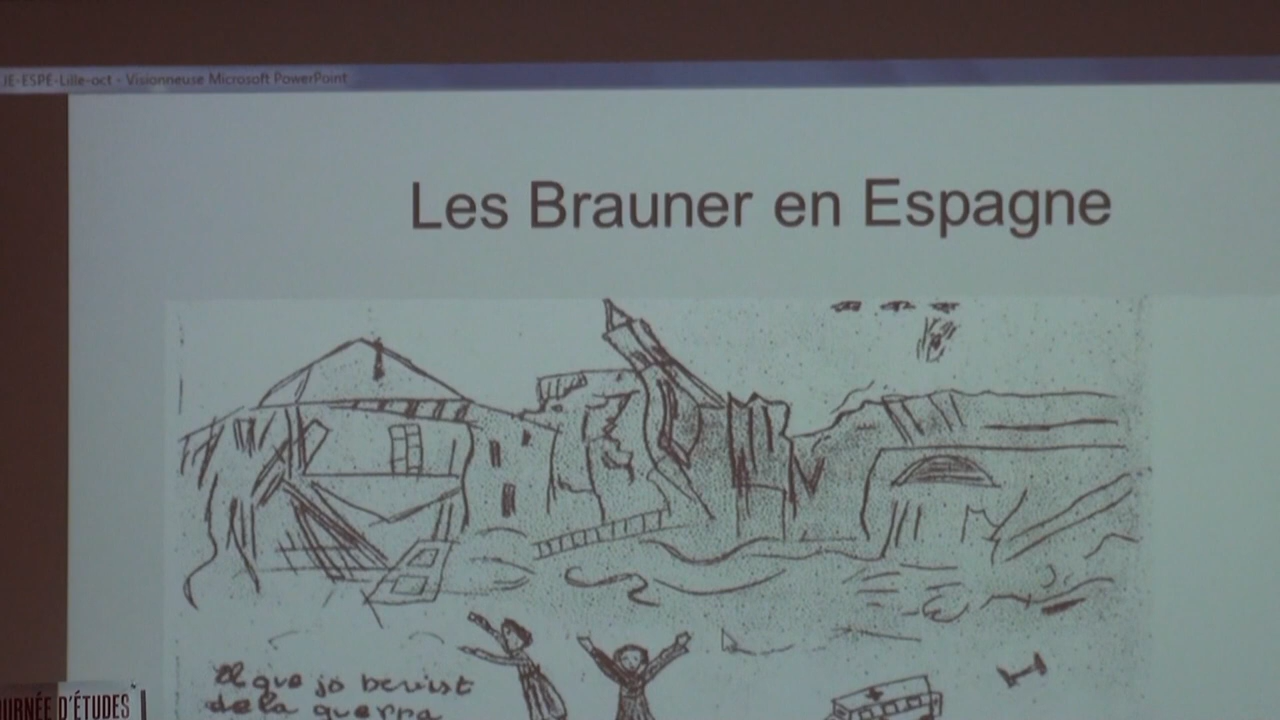 JE-ESPE-Lille-oct - Visionneuse Microsoft PowerPoint
Les Brauner en Espagne
El que jo he vist
de la guerra
OURNÉE D'ÉTUDES